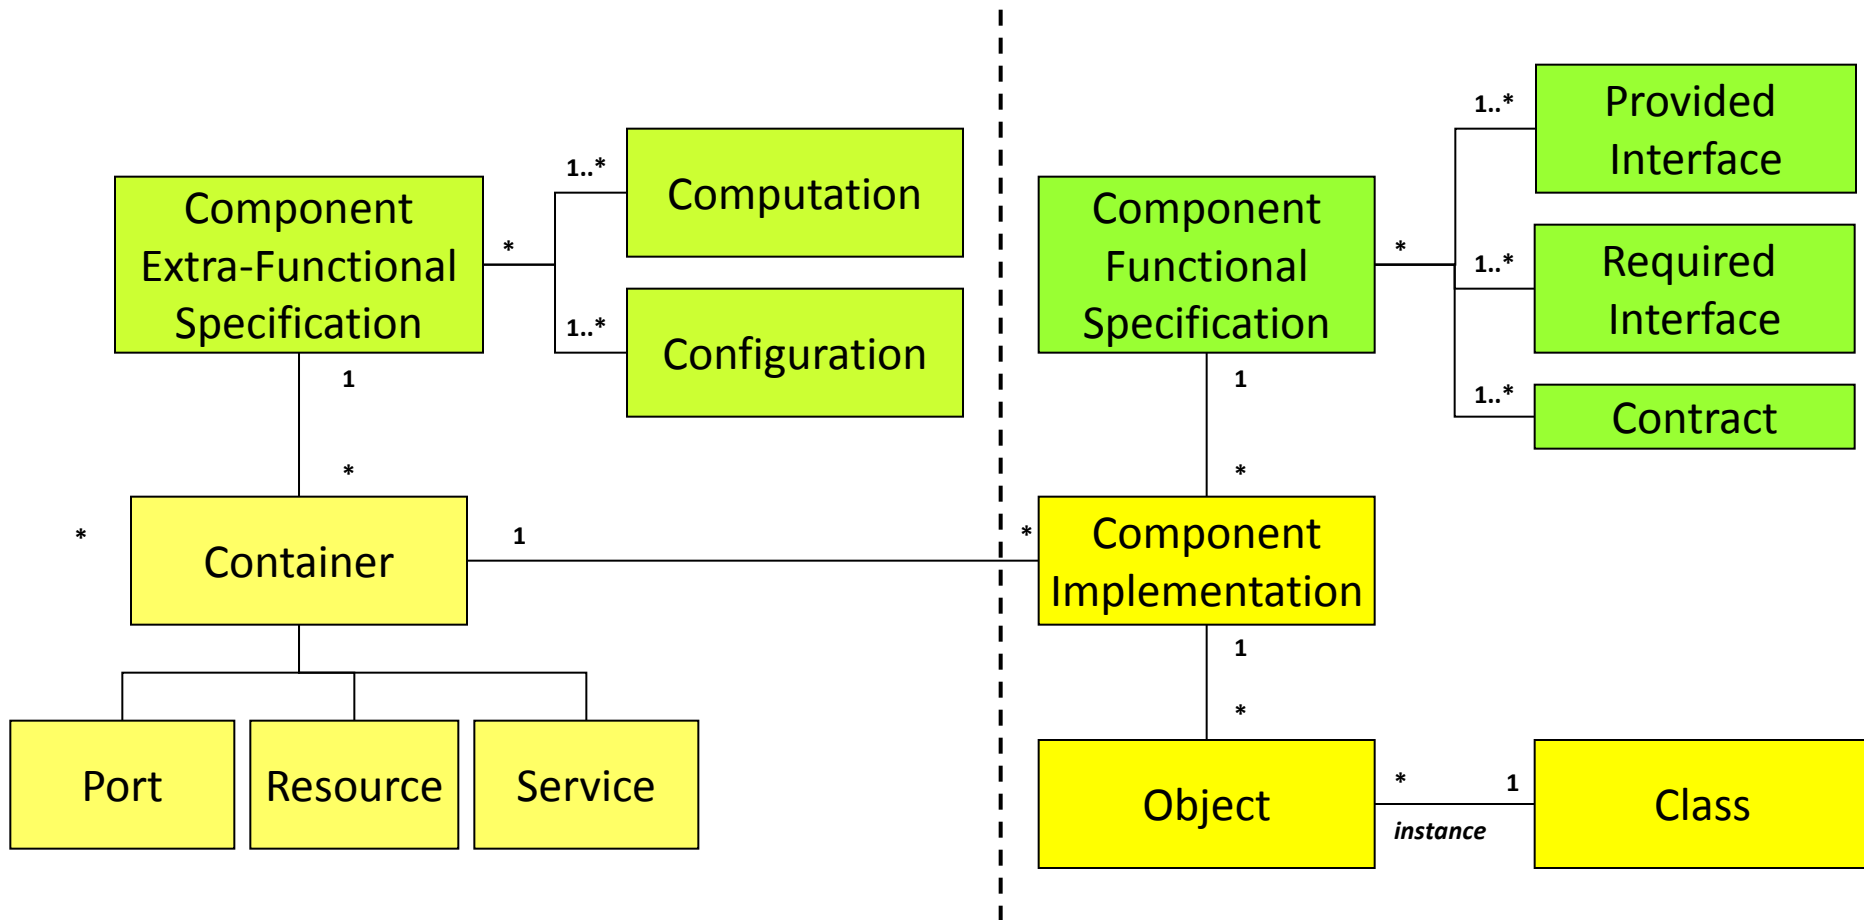 Component
Extra-Functional
Specification
*
1..*
Computation
1..*
Configuration
1
*
*
Container
1
*
Port
Resource
Service
Component
Functional
Specification
*
1..*
Provided
Interface
1..*
Required
Interface
1..*
Contract
1
*
Component
Implementation
1
*
Object
*
1
instance
Class